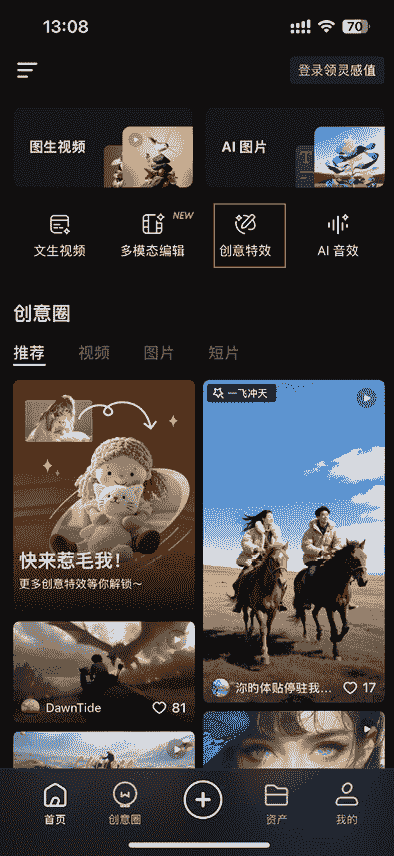 13:08
70
登录领灵感值
图生视频
AI 图片
文生视频
多模态编辑
NEW
创意特效
AI 音效
创意圈
推荐
视频
图片
短片
一飞冲天
快来惹毛我！
更多创意特效等你解锁～
DawnTide
81
沵旳体贴停驻我...
17
首页
创意圈
资产
我的